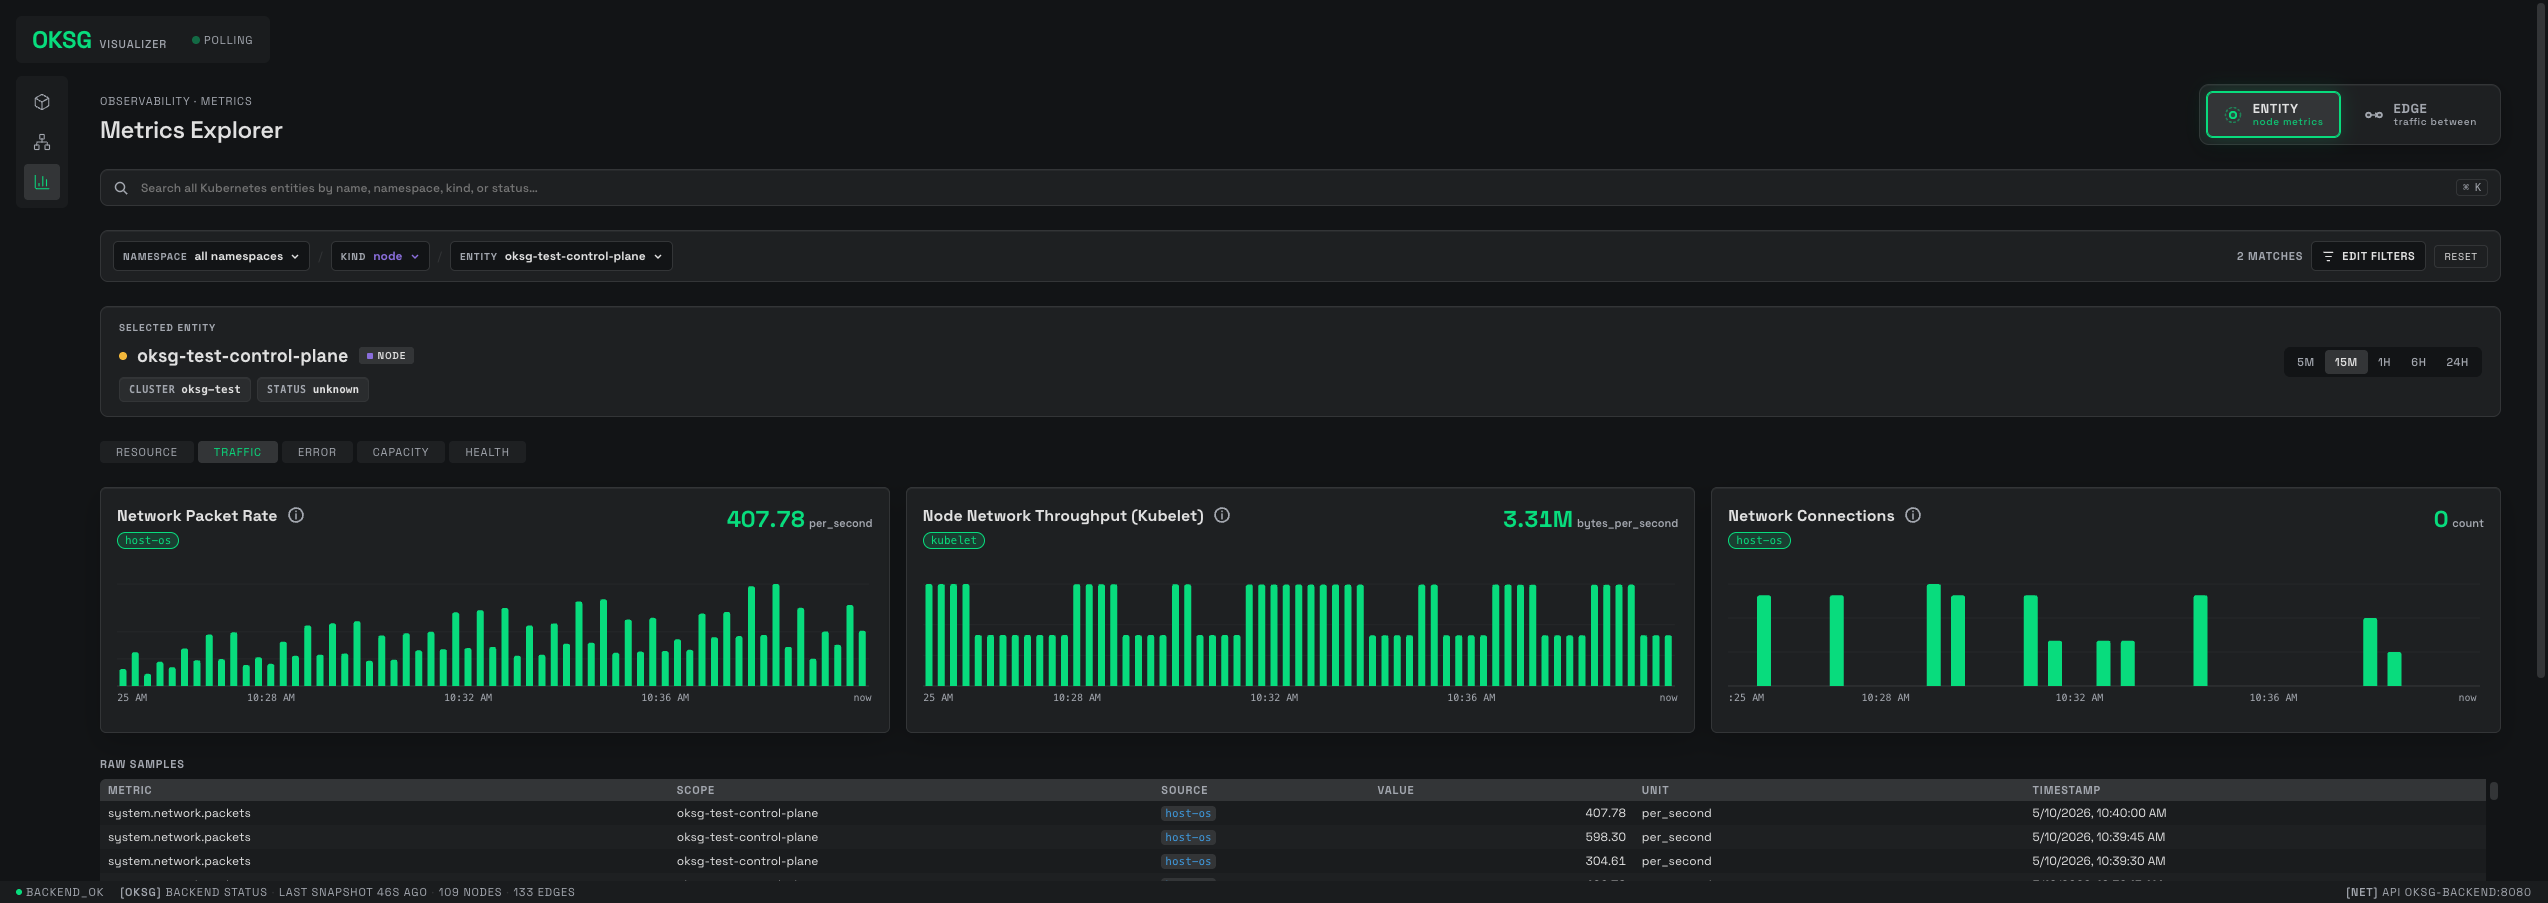 OKSG VISUALIZER POLLING
OBSERVABILITY · METRICS
Metrics Explorer
ENTITY
node metrics
EDGE
traffic between
Search all Kubernetes entities by name, namespace, kind, or status...
⌘ K
NAMESPACE all namespaces / KIND node / ENTITY oksg-test-control-plane
2 MATCHES EDIT FILTERS RESET
SELECTED ENTITY
oksg-test-control-plane NODE
CLUSTER oksg-test STATUS unknown
5M 15M 1H 6H 24H
RESOURCE TRAFFIC ERROR CAPACITY HEALTH
Network Packet Rate
407.78 per_second
host-os
25 AM 10:28 AM 10:32 AM 10:36 AM now
Node Network Throughput (Kubelet)
3.31M bytes_per_second
kubelet
25 AM 10:28 AM 10:32 AM 10:36 AM now
Network Connections
0 count
host-os
:25 AM 10:28 AM 10:32 AM 10:36 AM now
RAW SAMPLES
METRIC SCOPE SOURCE VALUE UNIT TIMESTAMP
system.network.packets oksg-test-control-plane host-os 407.78 per_second 5/10/2026, 10:40:00 AM
system.network.packets oksg-test-control-plane host-os 598.30 per_second 5/10/2026, 10:39:45 AM
system.network.packets oksg-test-control-plane host-os 304.61 per_second 5/10/2026, 10:39:30 AM
BACKEND_OK [OKSG] BACKEND STATUS · LAST SNAPSHOT 46S AGO · 109 NODES · 133 EDGES
[NET] API OKSG-BACKEND:8080